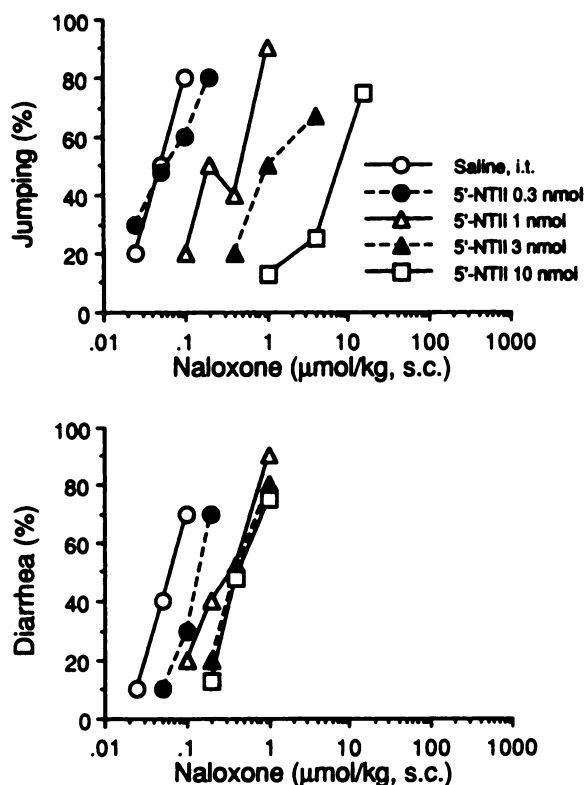 100
80
60
40
20
0
Jumping (%)
Saline, i.t.
5'-NTII 0.3 nmol
5'-NTII 1 nmol
5'-NTII 3 nmol
5'-NTII 10 nmol
.01 .1 1 10 100 1000
Naloxone (μmol/kg, s.c.)
100
80
60
40
20
0
Diarrhea (%)
.01 .1 1 10 100 1000
Naloxone (μmol/kg, s.c.)